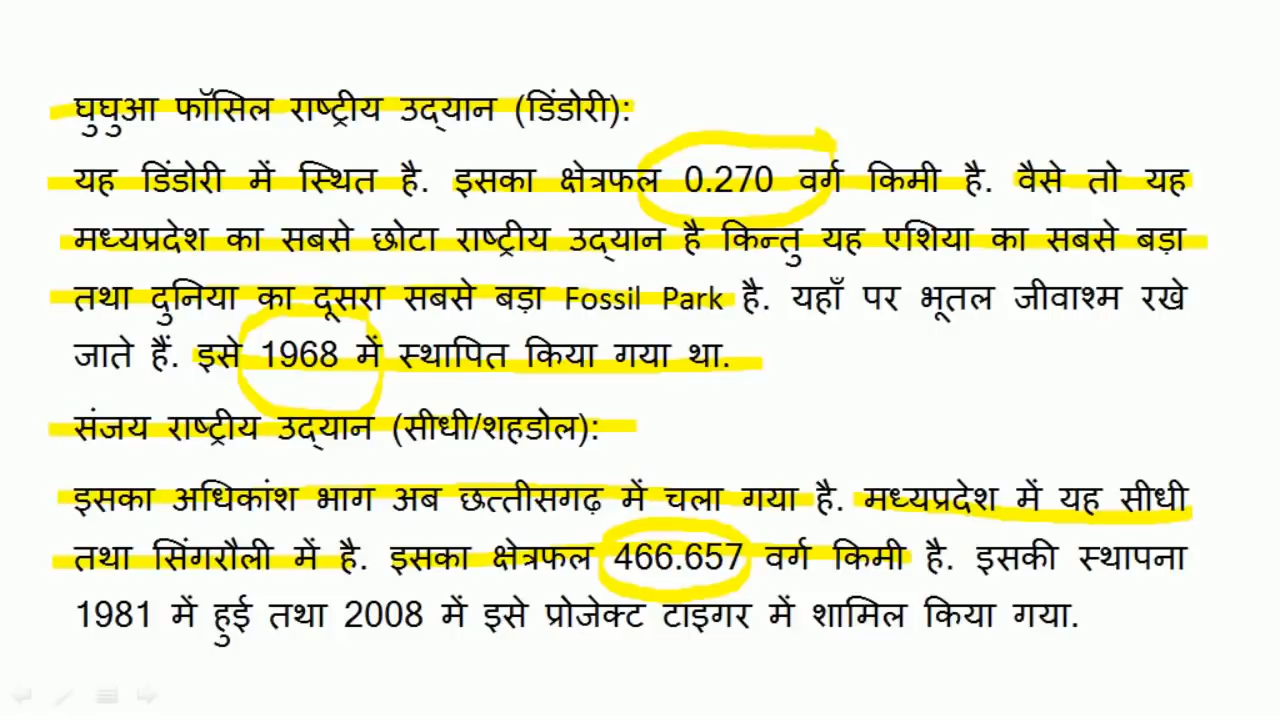 घुघुआ फॉसिल राष्ट्रीय उद्यान (डिंडोरी):
यह डिंडोरी में स्थित है. इसका क्षेत्रफल 0.270 वर्ग किमी है. वैसे तो यह
मध्यप्रदेश का सबसे छोटा राष्ट्रीय उद्यान है किन्तु यह एशिया का सबसे बड़ा
तथा दुनिया का दूसरा सबसे बड़ा Fossil Park है. यहाँ पर भूतल जीवाश्म रखे
जाते हैं. इसे 1968 में स्थापित किया गया था.
संजय राष्ट्रीय उद्यान (सीधी/शहडोल):
इसका अधिकांश भाग अब छत्तीसगढ़ में चला गया है. मध्यप्रदेश में यह सीधी
तथा सिंगरौली में है. इसका क्षेत्रफल 466.657 वर्ग किमी है. इसकी स्थापना
1981 में हुई तथा 2008 में इसे प्रोजेक्ट टाइगर में शामिल किया गया.